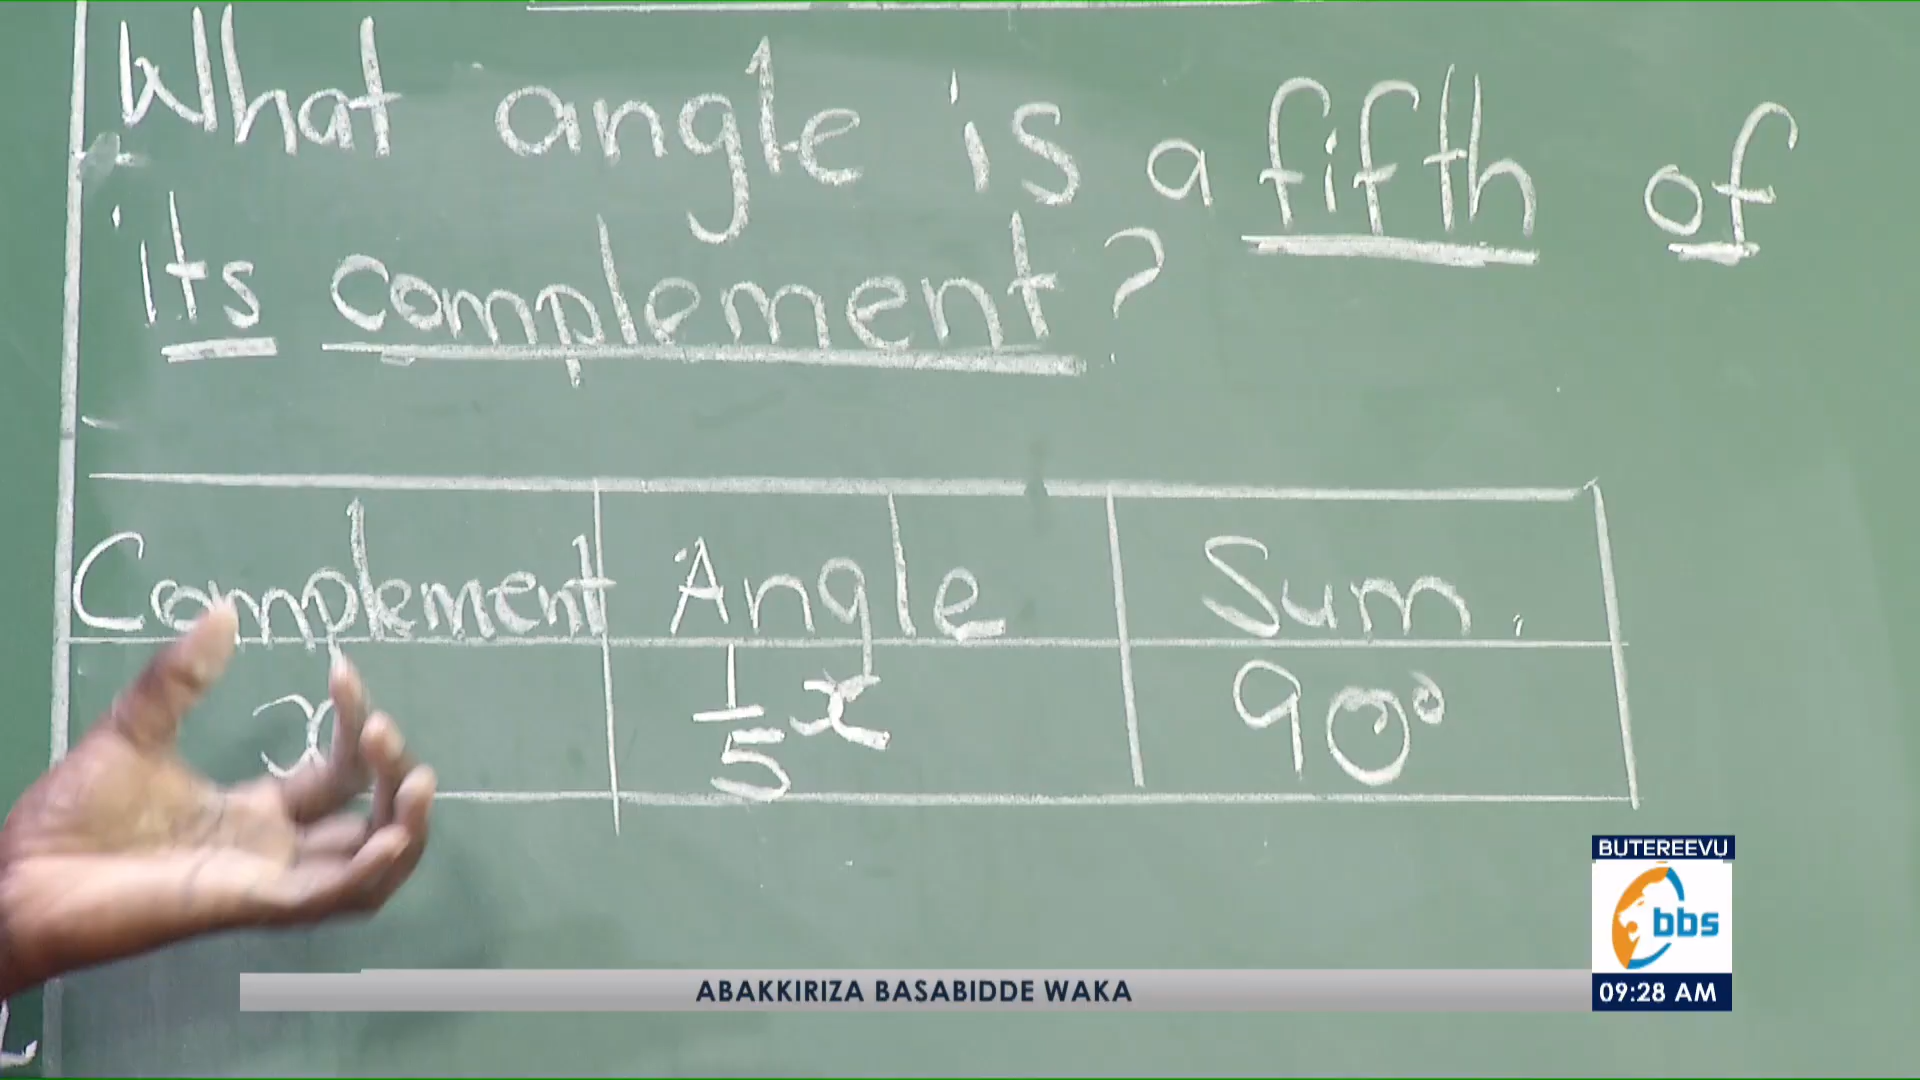 What angle is a fifth of
its complement?
Complement Angle Sum.
x 1/5 x 90°
BUTEREEVU
bbs
ABAKKIRIZA BASABIDDE WAKA
09:28 AM